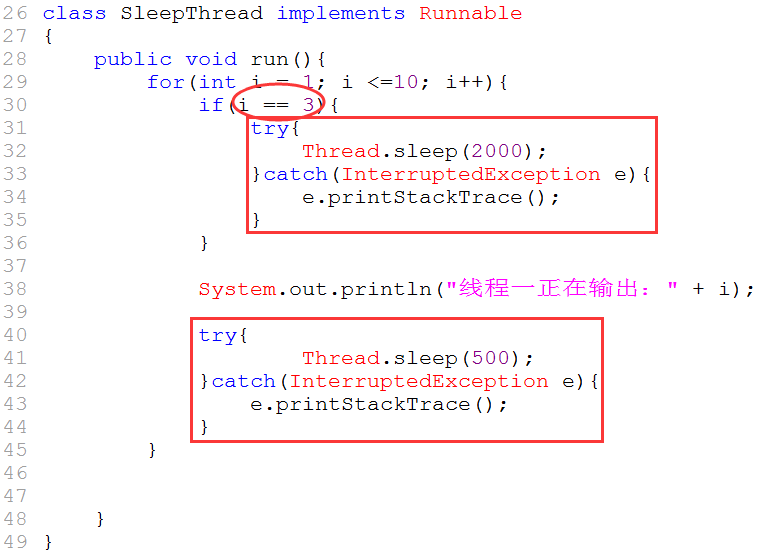 26 class SleepThread implements Runnable
27 {
28     public void run(){
29         for(int i = 1; i <=10; i++){
30             if(i == 3){
31                 try{
32                     Thread.sleep(2000);
33                 }catch(InterruptedException e){
34                     e.printStackTrace();
35                 }
36             }
37
38             System.out.println("线程一正在输出：" + i);
39
40             try{
41                     Thread.sleep(500);
42             }catch(InterruptedException e){
43                 e.printStackTrace();
44             }
45         }
46
47
48     }
49 }